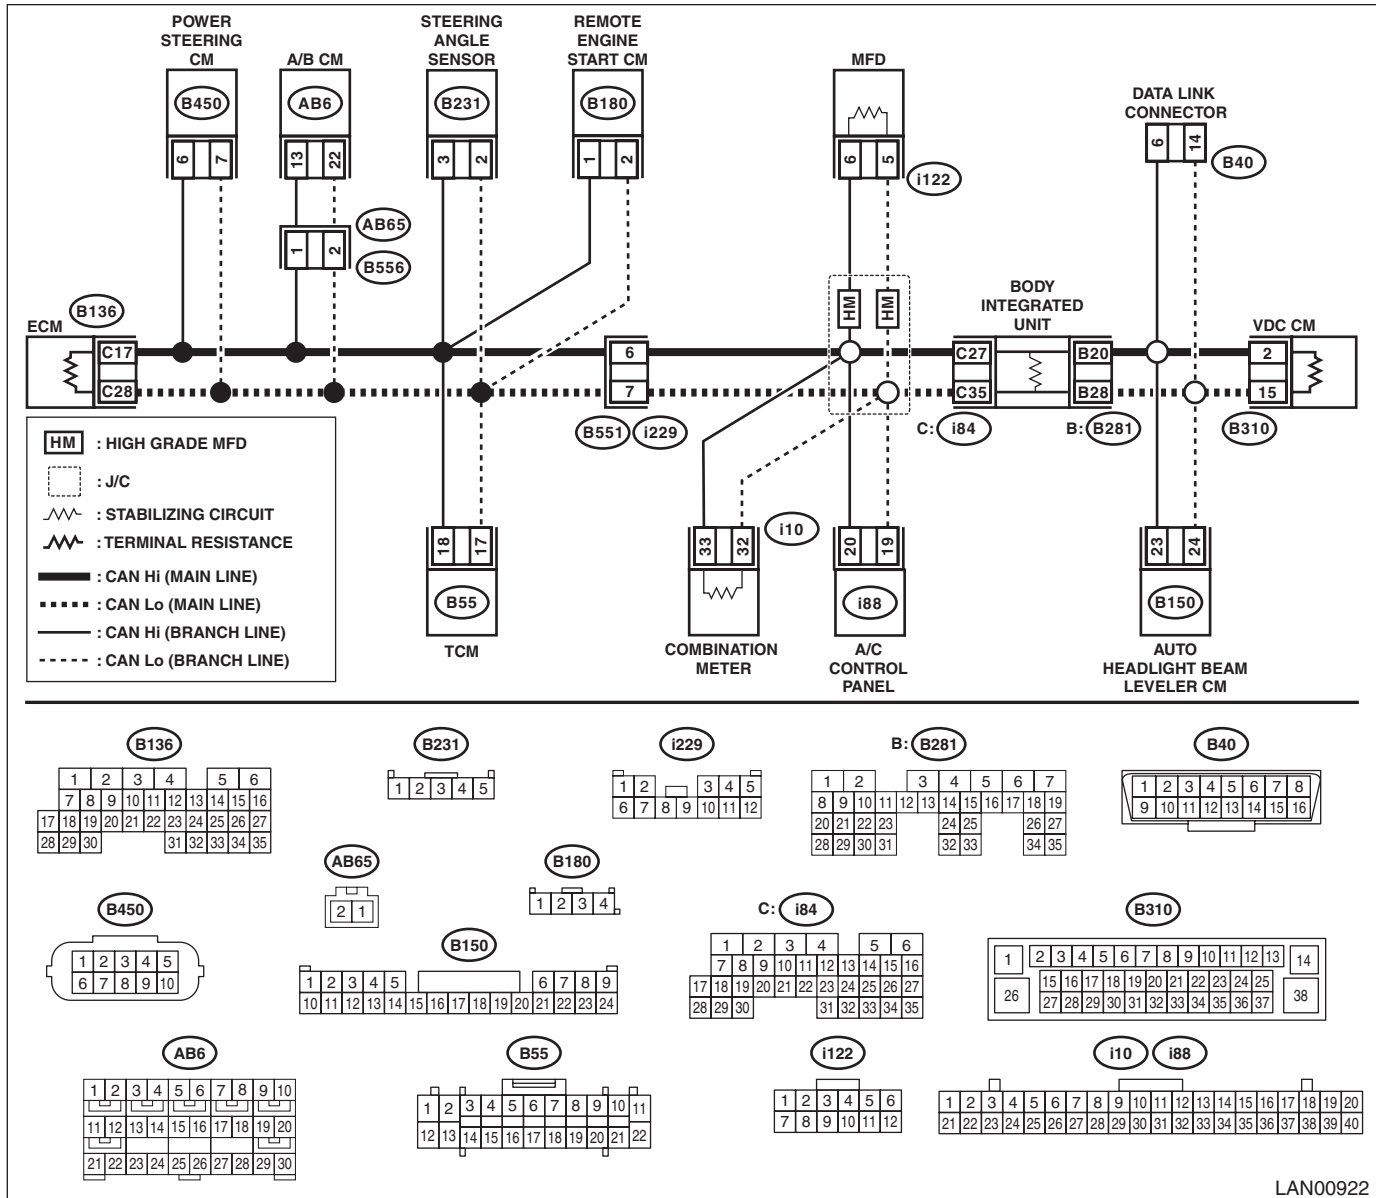 POWER
STEERING
CM
A/B CM
STEERING
ANGLE
SENSOR
REMOTE
ENGINE
START CM
MFD
DATA LINK
CONNECTOR
B450
AB6
B231
B180
6 7
13 22
3 2
1 2
6 5
i122
6 14
B40
AB65
1 2
B556
HM HM
BODY
INTEGRATED
UNIT
VDC CM
ECM
B136
C17
C28
6
7
B551 i229
C27
C35
C: i84
B20
B28
B: B281
2
15
B310
HM : HIGH GRADE MFD
: J/C
: STABILIZING CIRCUIT
: TERMINAL RESISTANCE
: CAN Hi (MAIN LINE)
: CAN Lo (MAIN LINE)
: CAN Hi (BRANCH LINE)
: CAN Lo (BRANCH LINE)
18 17
B55
TCM
33 32
i10
COMBINATION
METER
20 19
i88
A/C
CONTROL
PANEL
23 24
B150
AUTO
HEADLIGHT BEAM
LEVELER CM
B136
1 2 3 4 5 6
7 8 9 10 11 12 13 14 15 16
17 18 19 20 21 22 23 24 25 26 27
28 29 30 31 32 33 34 35
B231
1 2 3 4 5
i229
1 2 3 4 5
6 7 8 9 10 11 12
B: B281
1 2 3 4 5 6 7
8 9 10 11 12 13 14 15 16 17 18 19
20 21 22 23 24 25 26 27
28 29 30 31 32 33 34 35
B40
1 2 3 4 5 6 7 8
9 10 11 12 13 14 15 16
AB65
2 1
B180
1 2 3 4
B450
1 2 3 4 5
6 7 8 9 10
B150
1 2 3 4 5 6 7 8 9
10 11 12 13 14 15 16 17 18 19 20 21 22 23 24
C: i84
1 2 3 4 5 6
7 8 9 10 11 12 13 14 15 16
17 18 19 20 21 22 23 24 25 26 27
28 29 30 31 32 33 34 35
B310
1 2 3 4 5 6 7 8 9 10 11 12 13 14
15 16 17 18 19 20 21 22 23 24 25
26 27 28 29 30 31 32 33 34 35 36 37 38
AB6
1 2 3 4 5 6 7 8 9 10
11 12 13 14 15 16 17 18 19 20
21 22 23 24 25 26 27 28 29 30
B55
1 2 3 4 5 6 7 8 9 10 11
12 13 14 15 16 17 18 19 20 21 22
i122
1 2 3 4 5 6
7 8 9 10 11 12
i10 i88
1 2 3 4 5 6 7 8 9 10 11 12 13 14 15 16 17 18 19 20
21 22 23 24 25 26 27 28 29 30 31 32 33 34 35 36 37 38 39 40
LAN00922